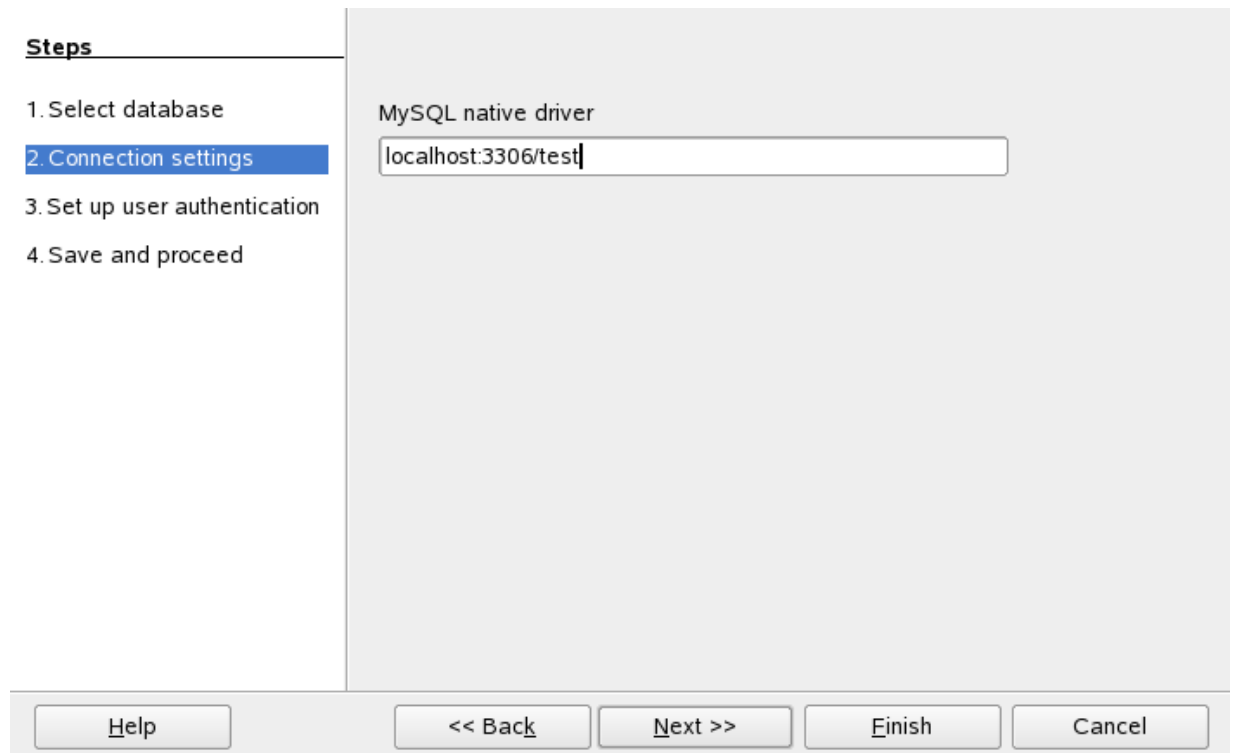 Steps
1. Select database
2. Connection settings
3. Set up user authentication
4. Save and proceed
MySQL native driver
localhost:3306/test
Help
<< Back
Next >>
Finish
Cancel